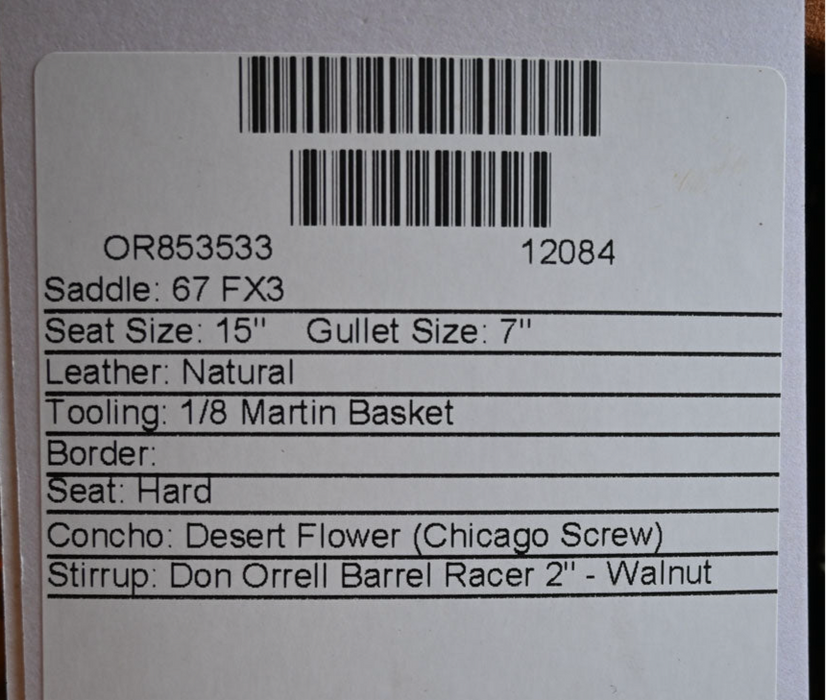 OR853533 12084
Saddle: 67 FX3
Seat Size: 15" Gullet Size: 7"
Leather: Natural
Tooling: 1/8 Martin Basket
Border:
Seat: Hard
Concho: Desert Flower (Chicago Screw)
Stirrup: Don Orrell Barrel Racer 2" - Walnut